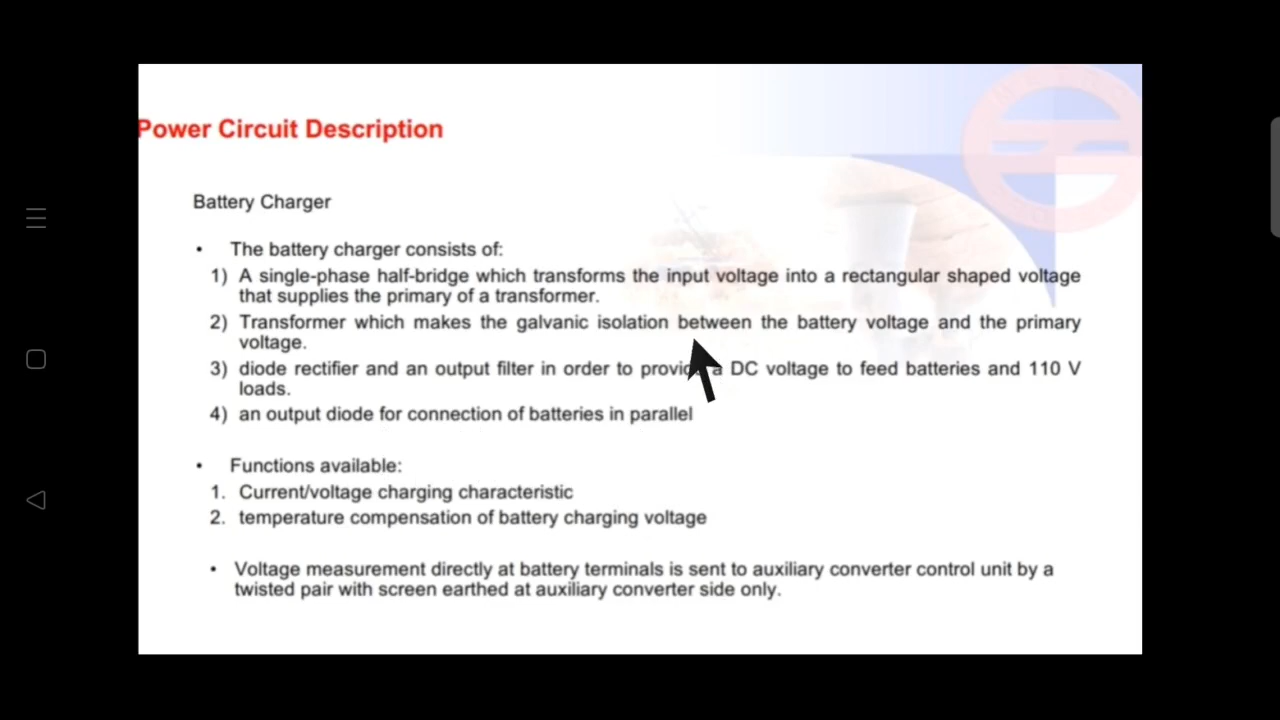 Power Circuit Description
Battery Charger
• The battery charger consists of:
1) A single-phase half-bridge which transforms the input voltage into a rectangular shaped voltage
that supplies the primary of a transformer.
2) Transformer which makes the galvanic isolation between the battery voltage and the primary
voltage.
3) diode rectifier and an output filter in order to provide a DC voltage to feed batteries and 110 V
loads.
4) an output diode for connection of batteries in parallel
• Functions available:
1. Current/voltage charging characteristic
2. temperature compensation of battery charging voltage
• Voltage measurement directly at battery terminals is sent to auxiliary converter control unit by a
twisted pair with screen earthed at auxiliary converter side only.